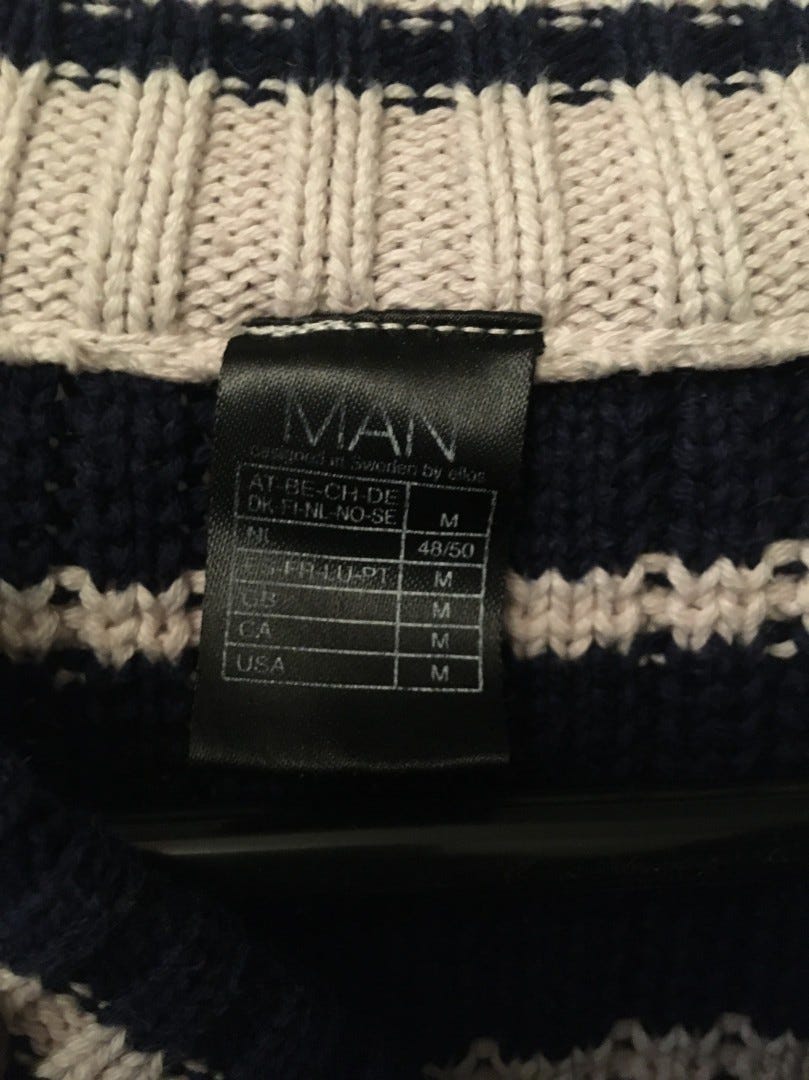 MAN
designed in Sweden by ellos
AT-BE-CH-DE
DK-FI-NL-NO-SE M
NL 48/50
ES-FR-LU-PT M
GB M
CA M
USA M